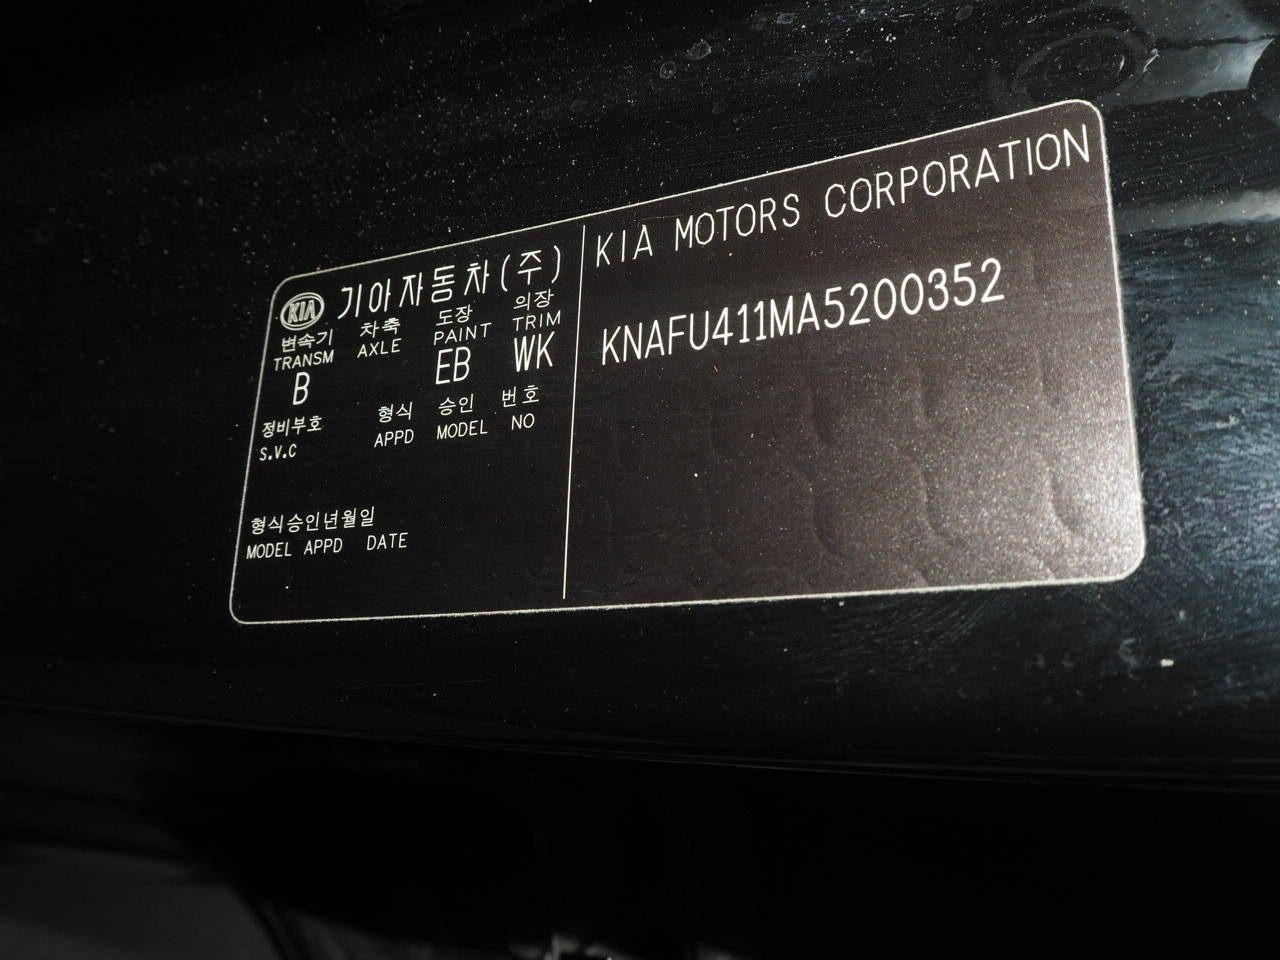 KIA 기아자동차(주)
변속기 차축 도장 의장
TRANSM AXLE PAINT TRIM
B EB WK
정비부호 형식 승인 번호
S.V.C APPD MODEL NO
형식승인년월일
MODEL APPD DATE
KIA MOTORS CORPORATION
KNAFU411MA5200352